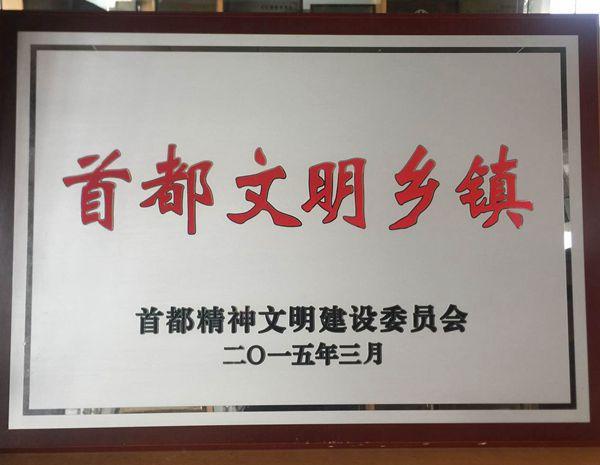 首都文明乡镇
首都精神文明建设委员会
二〇一五年三月